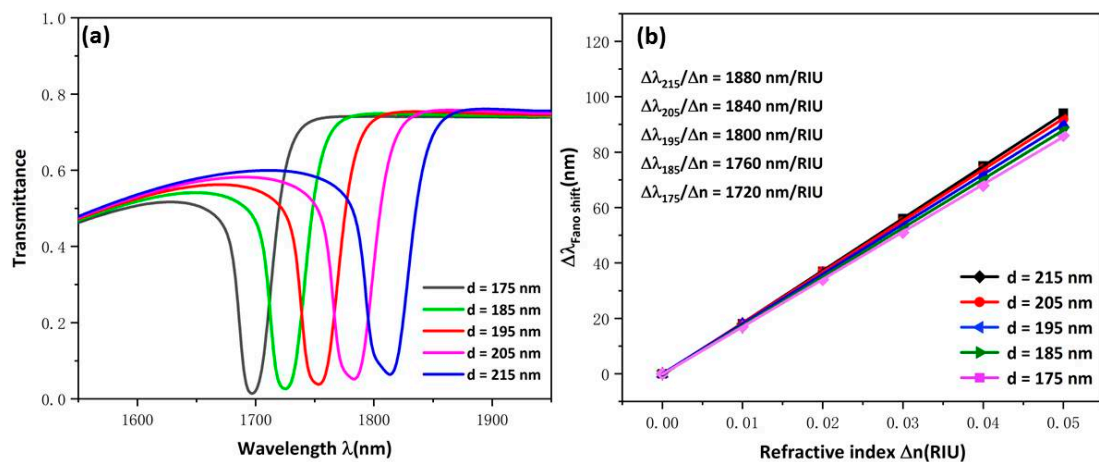 (a)
1.0
0.8
0.6
0.4
0.2
0.0
Transmittance
1600
1700
1800
1900
Wavelength λ(nm)
d = 175 nm
d = 185 nm
d = 195 nm
d = 205 nm
d = 215 nm
(b)
120
100
80
60
40
20
0
Δλ_Fano shift(nm)
0.00
0.01
0.02
0.03
0.04
0.05
Refractive index Δn(RIU)
Δλ₂₁₅/Δn = 1880 nm/RIU
Δλ₂₀₅/Δn = 1840 nm/RIU
Δλ₁₉₅/Δn = 1800 nm/RIU
Δλ₁₈₅/Δn = 1760 nm/RIU
Δλ₁₇₅/Δn = 1720 nm/RIU
d = 215 nm
d = 205 nm
d = 195 nm
d = 185 nm
d = 175 nm